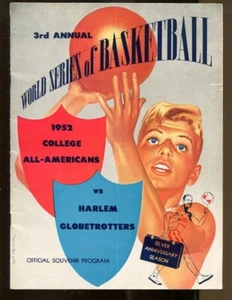 3rd ANNUAL
WORLD SERIES of BASKETBALL
1952
COLLEGE
ALL-AMERICANS
vs
HARLEM
GLOBETROTTERS
SILVER
ANNIVERSARY
SEASON
OFFICIAL SOUVENIR PROGRAM